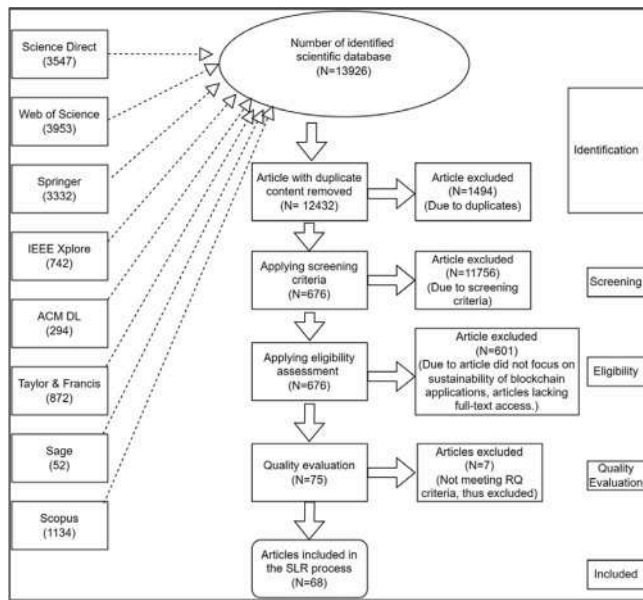 Science Direct
(3547)
Web of Science
(3953)
Springer
(3332)
IEEE Xplore
(742)
ACM DL
(294)
Taylor & Francis
(872)
Sage
(52)
Scopus
(1134)
Number of identified
scientific database
(N=13926)
Article with duplicate
content removed
(N= 12432)
Article excluded
N=1494)
(Due to duplicates)
Applying screening
criteria
(N=676)
Article excluded
N=11756)
(Due to screening
criteria)
Applying eligibility
assessment
(N=676)
Article excluded
(N=601)
(Due to article did not focus on
sustainability of blockchain
applications, articles lacking
full-text access.)
Quality evaluation
(N=75)
Articles excluded
(N=7)
(Not meeting RQ
criteria, thus excluded)
Articles included in
the SLR process
(N=68)
Identification
Screening
Eligibility
Quality
Evaluation
Included